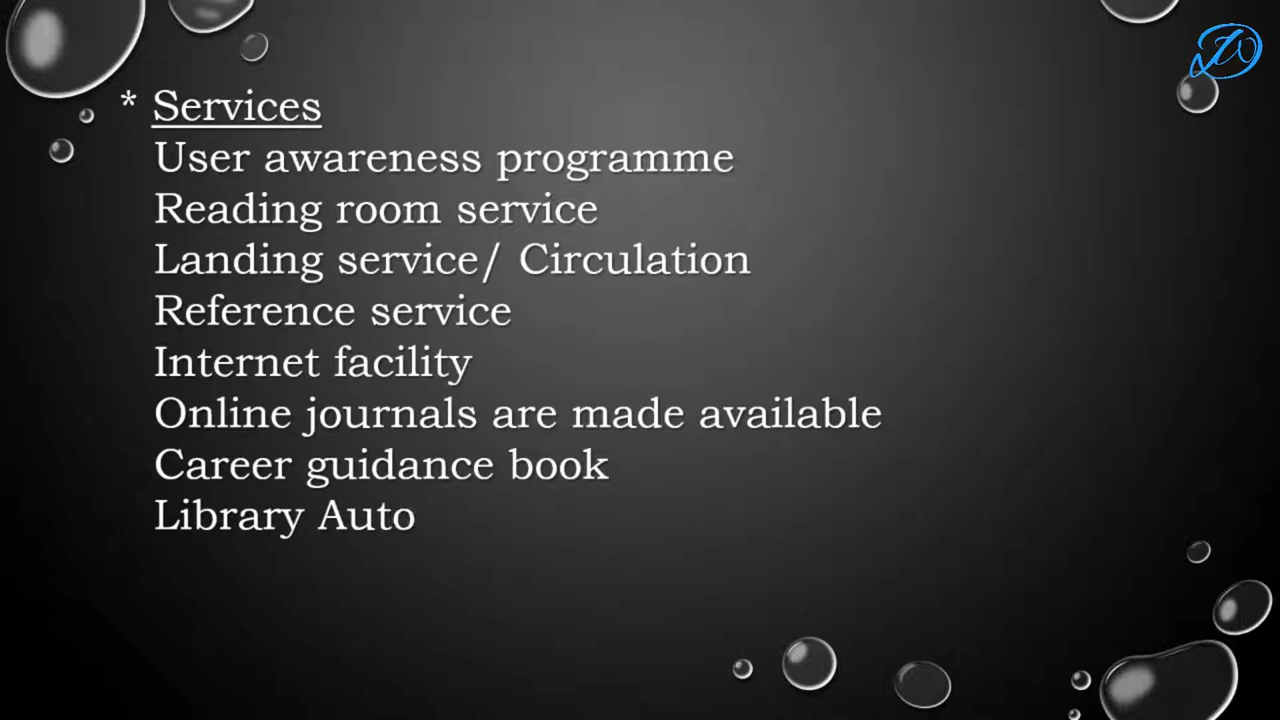 * Services
User awareness programme
Reading room service
Landing service/ Circulation
Reference service
Internet facility
Online journals are made available
Career guidance book
Library Auto